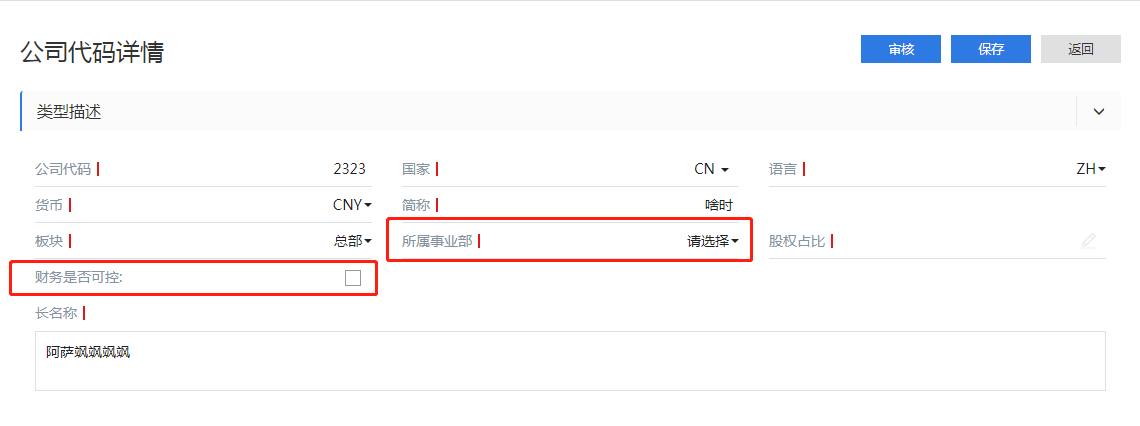 公司代码详情
审核 保存 返回
类型描述
公司代码 2323 国家 CN 语言 ZH
货币 CNY 简称 啥时
板块 总部 所属事业部 请选择 股权占比
财务是否可控:
长名称
阿萨飒飒飒飒